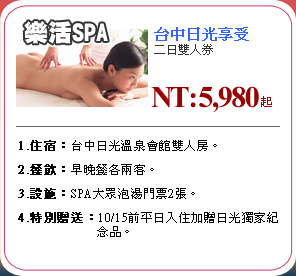 樂活SPA
台中日光享受
二日雙人券
NT:5,980起
1.住宿：台中日光溫泉會館雙人房。
2.餐飲：早晚餐各兩客。
3.設施：SPA大眾泡湯門票2張。
4.特別贈送：10/15前平日入住加贈日光獨家紀
念品。